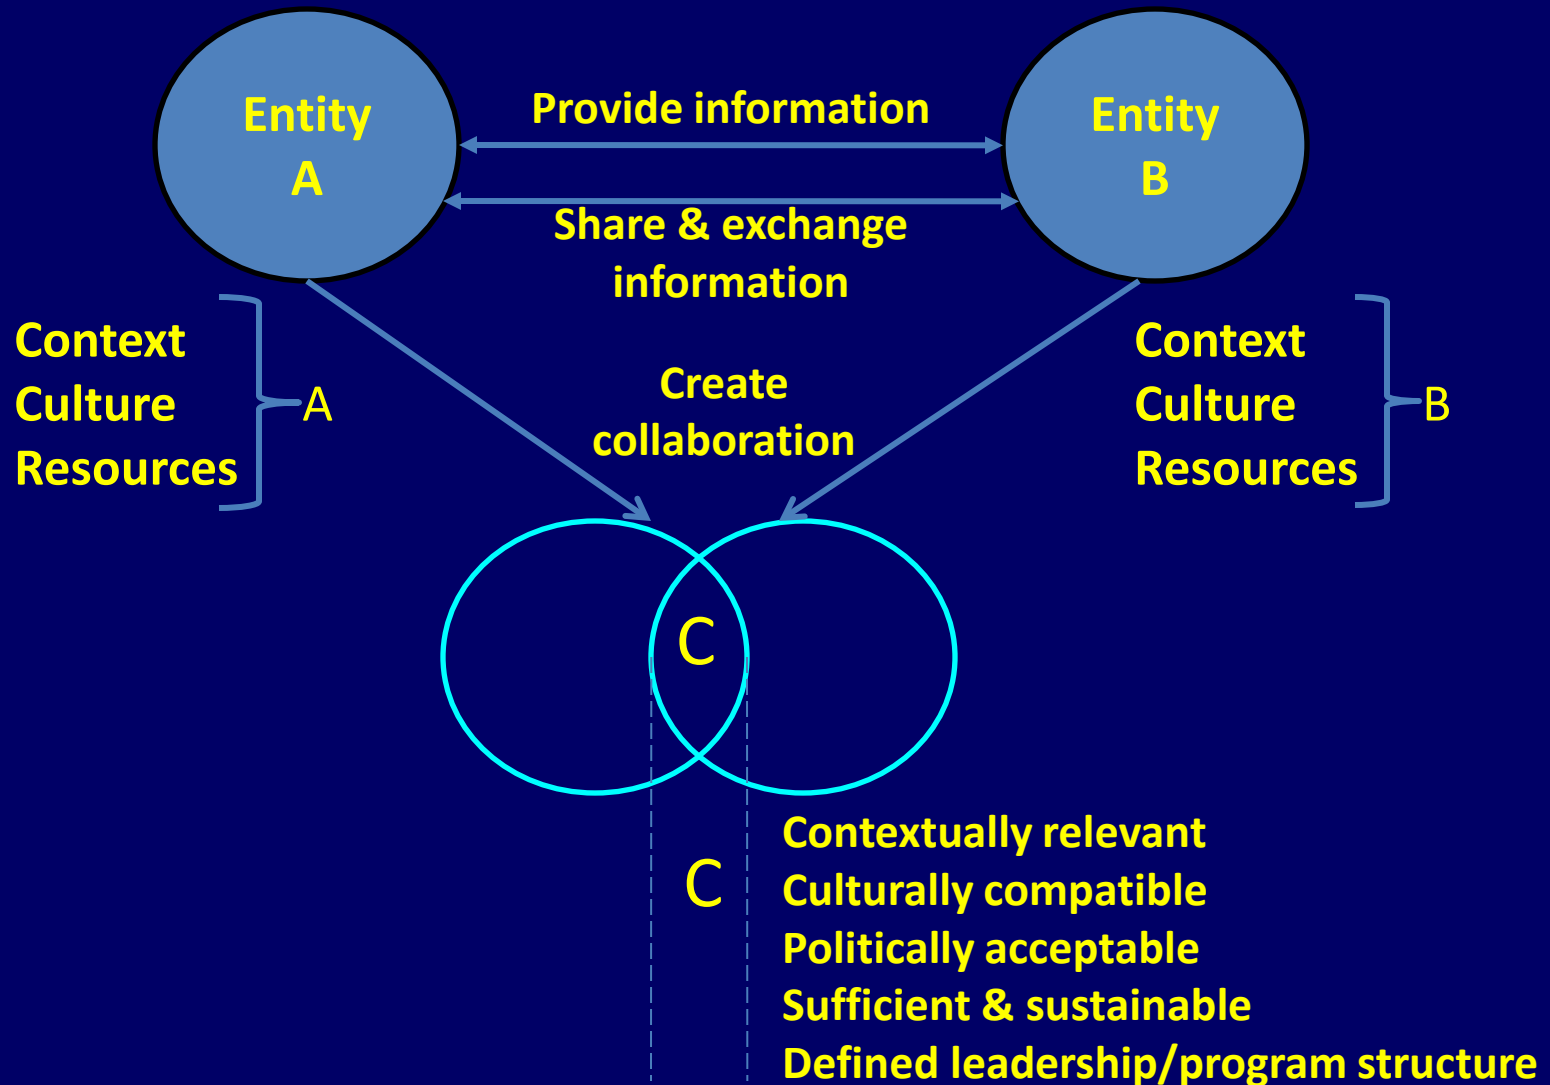 Entity
A
Provide information
Entity
B
Share & exchange
information
Context
Culture
Resources
A
Create
collaboration
Context
Culture
Resources
B
C
C
Contextually relevant
Culturally compatible
Politically acceptable
Sufficient & sustainable
Defined leadership/program structure